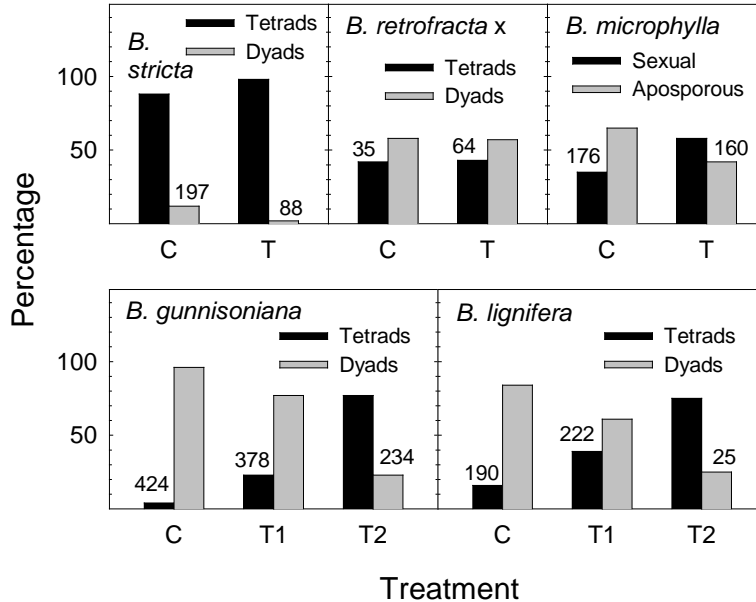 Percentage
B. stricta
Tetrads
Dyads
100
50
197
88
C T
B. retrofracta x
Tetrads
Dyads
35
64
C T
B. microphylla
Sexual
Aposporous
176
160
C T
B. gunnisoniana
Tetrads
Dyads
100
50
424
378
234
C T1 T2
B. lignifera
Tetrads
Dyads
190
222
25
C T1 T2
Treatment